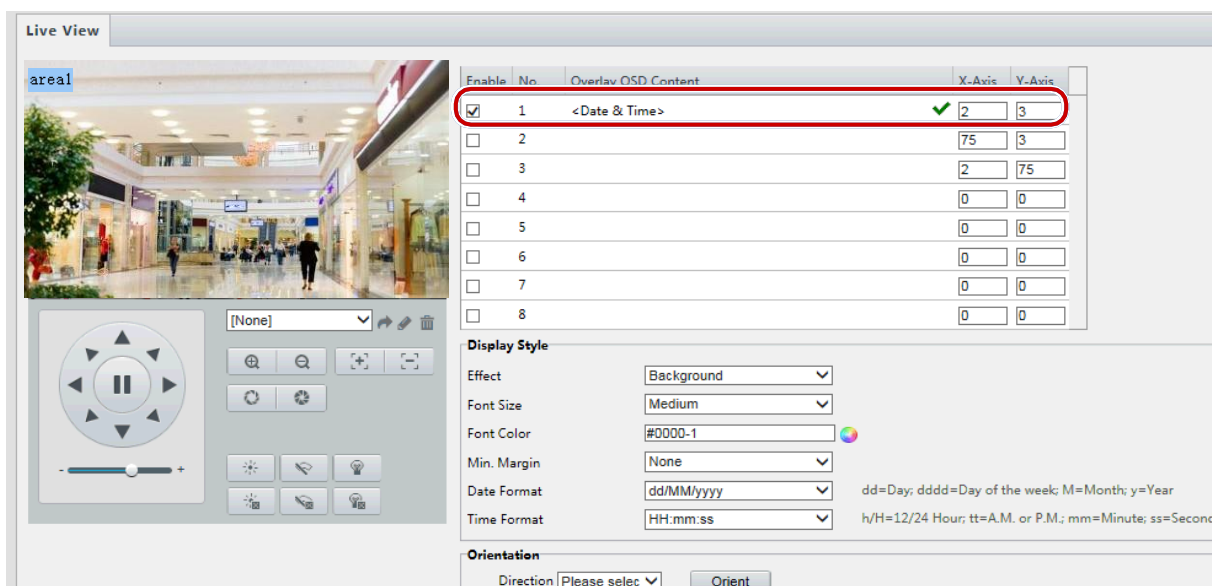 Live View
area1
Enable No. Overlay OSD Content X-Axis Y-Axis
1 <Date & Time> 2 3
2 75 3
3 2 75
4 0 0
5 0 0
6 0 0
7 0 0
8 0 0
[None]
- +
Display Style
Effect Background
Font Size Medium
Font Color #0000-1
Min. Margin None
Date Format dd/MM/yyyy dd=Day; dddd=Day of the week; M=Month; y=Year
Time Format HH:mm:ss h/H=12/24 Hour; tt=A.M. or P.M.; mm=Minute; ss=Second
Orientation
Direction Please selec Orient